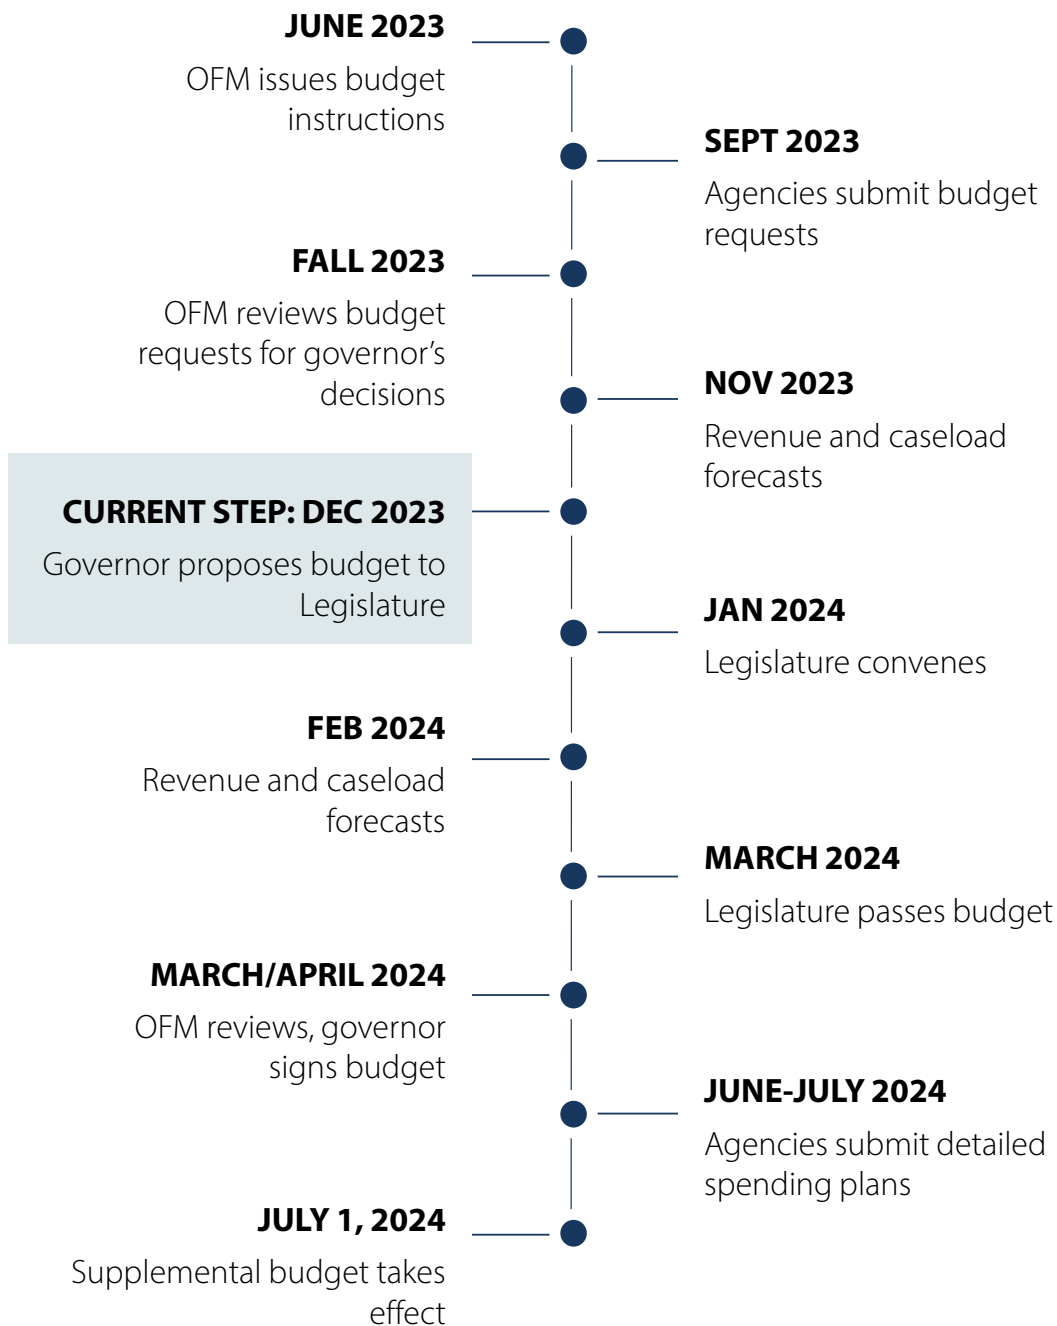 JUNE 2023
OFM issues budget
instructions
SEPT 2023
Agencies submit budget
requests
FALL 2023
OFM reviews budget
requests for governor’s
decisions
NOV 2023
Revenue and caseload
forecasts
CURRENT STEP: DEC 2023
Governor proposes budget to
Legislature
JAN 2024
Legislature convenes
FEB 2024
Revenue and caseload
forecasts
MARCH 2024
Legislature passes budget
MARCH/APRIL 2024
OFM reviews, governor
signs budget
JUNE-JULY 2024
Agencies submit detailed
spending plans
JULY 1, 2024
Supplemental budget takes
effect